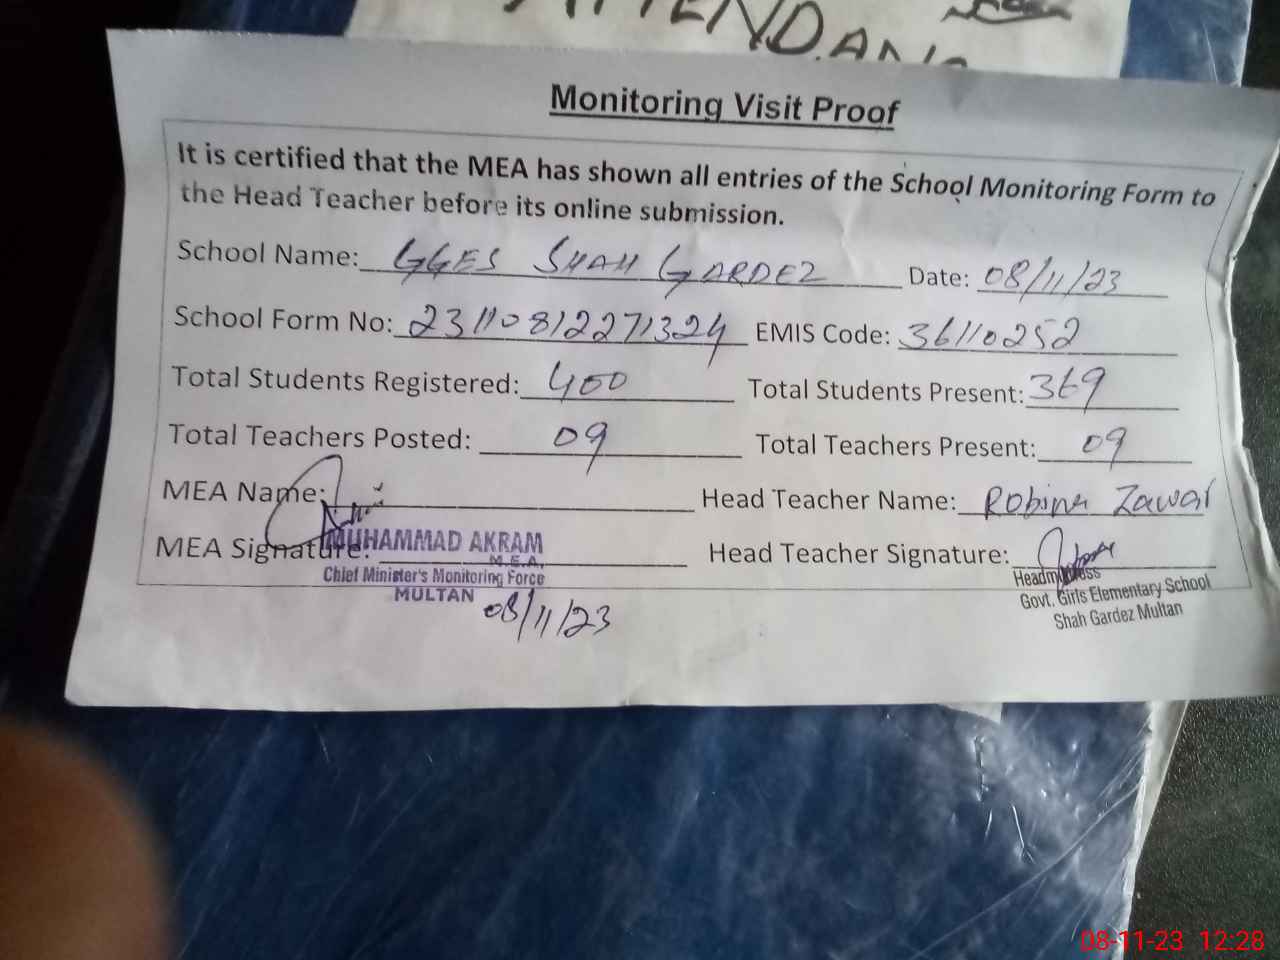 ATTENDANC
Monitoring Visit Proof
It is certified that the MEA has shown all entries of the School Monitoring Form to
the Head Teacher before its online submission.
School Name: GGES SHAH GARDEZ Date: 08/11/23
School Form No: 23110812271324 EMIS Code: 36110252
Total Students Registered: 400 Total Students Present: 369
Total Teachers Posted: 09 Total Teachers Present: 09
MEA Name: Head Teacher Name: Robina Zawar
MEA Signature: Head Teacher Signature:
MUHAMMAD AKRAM
M.E.A.
Chief Minister's Monitoring Force
MULTAN
08/11/23
Headmistress
Govt. Girls Elementary School
Shah Gardez Multan
08-11-23 12:28